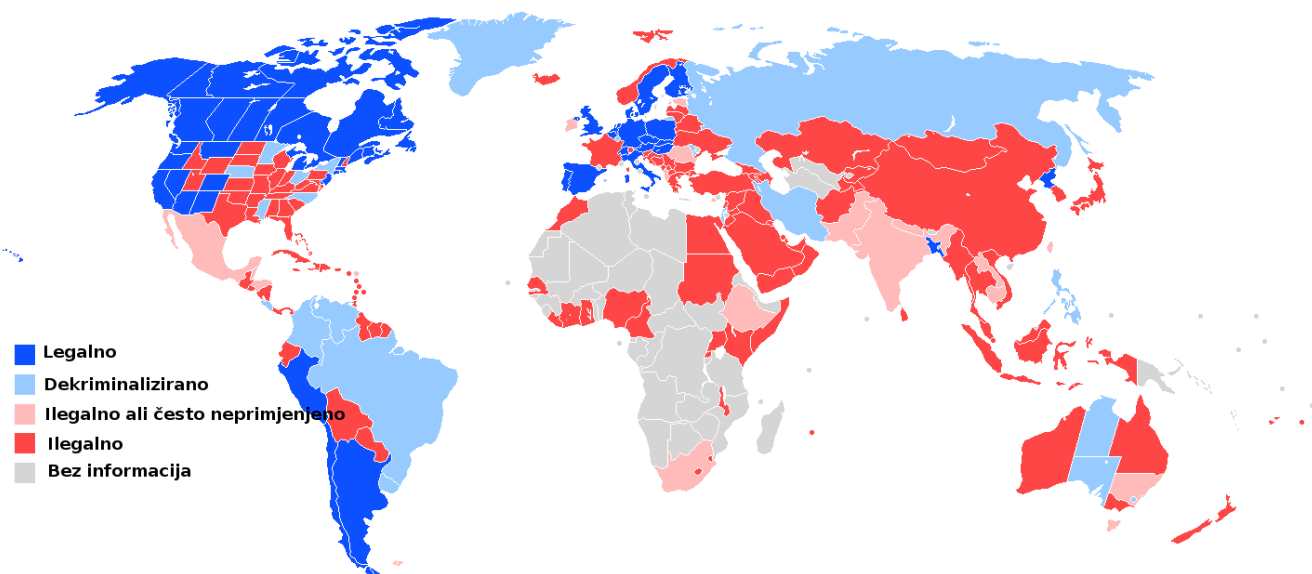 Legalno
Dekriminalizirano
Ilegalno ali često neprimjenjeno
Ilegalno
Bez informacija